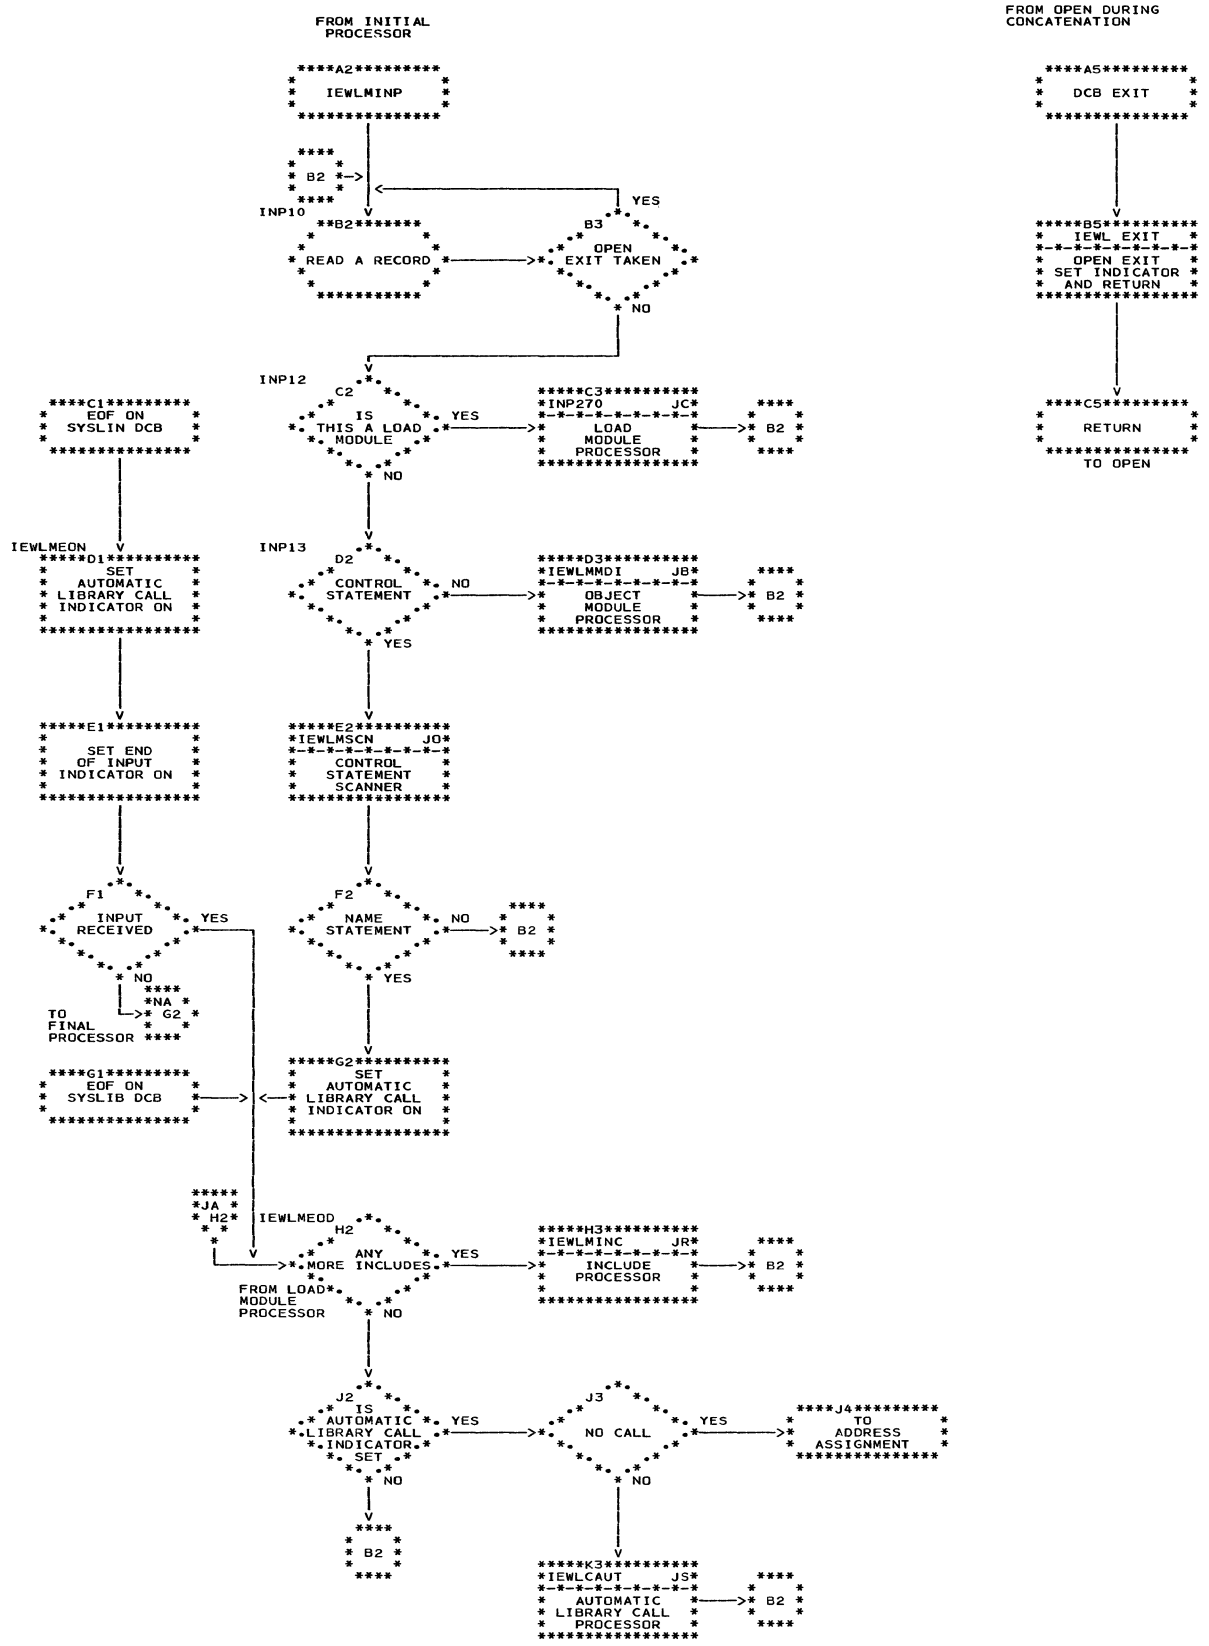 FROM INITIAL
PROCESSOR
FROM OPEN DURING
CONCATENATION
A2
IEWLMINP
A5
DCB EXIT
B2
YES
INP10
B2
READ A RECORD
B3
OPEN
EXIT TAKEN
NO
B5
IEWL EXIT
OPEN EXIT
SET INDICATOR
AND RETURN
INP12
C1
EOF ON
SYSLIN DCB
C2
IS
THIS A LOAD
MODULE
YES
NO
C3
INP270 JC
LOAD
MODULE
PROCESSOR
B2
C5
RETURN
TO OPEN
IEWLMEON
D1
SET
AUTOMATIC
LIBRARY CALL
INDICATOR ON
INP13
D2
CONTROL
STATEMENT
NO
YES
D3
IEWLMMDI JB
OBJECT
MODULE
PROCESSOR
B2
E1
SET END
OF INPUT
INDICATOR ON
E2
IEWLMSCN JO
CONTROL
STATEMENT
SCANNER
F1
INPUT
RECEIVED
YES
NO
F2
NAME
STATEMENT
NO
YES
B2
TO
FINAL
PROCESSOR
NA
G2
G1
EOF ON
SYSLIB DCB
G2
SET
AUTOMATIC
LIBRARY CALL
INDICATOR ON
JA
H2
IEWLMEOD
H2
ANY
MORE INCLUDES
YES
NO
FROM LOAD
MODULE
PROCESSOR
H3
IEWLMINC JR
INCLUDE
PROCESSOR
B2
J2
IS
AUTOMATIC
LIBRARY CALL
INDICATOR
SET
YES
NO
J3
NO CALL
YES
NO
J4
TO
ADDRESS
ASSIGNMENT
B2
K3
IEWLCAUT JS
AUTOMATIC
LIBRARY CALL
PROCESSOR
B2